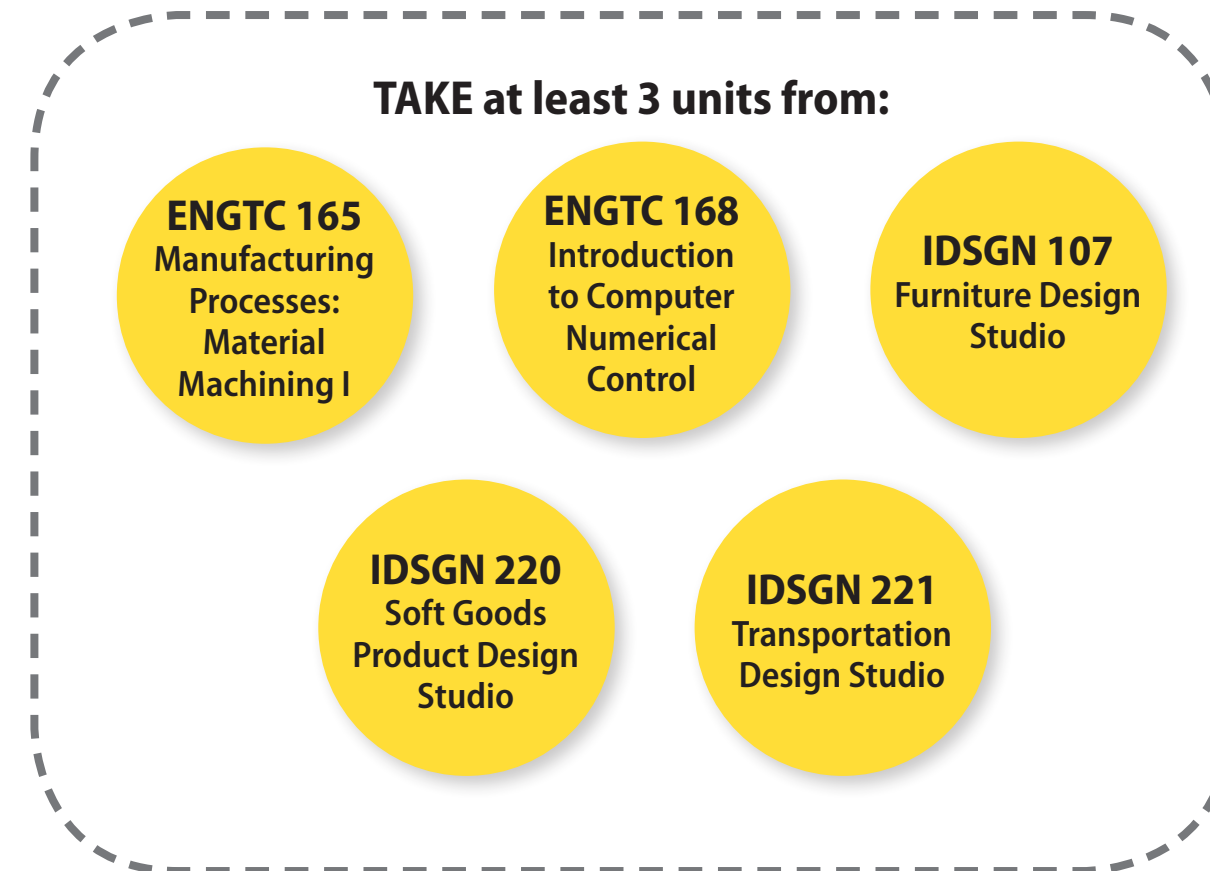 TAKE at least 3 units from:
ENGTC 165
Manufacturing
Processes:
Material
Machining I
ENGTC 168
Introduction
to Computer
Numerical
Control
IDSGN 107
Furniture Design
Studio
IDSGN 220
Soft Goods
Product Design
Studio
IDSGN 221
Transportation
Design Studio